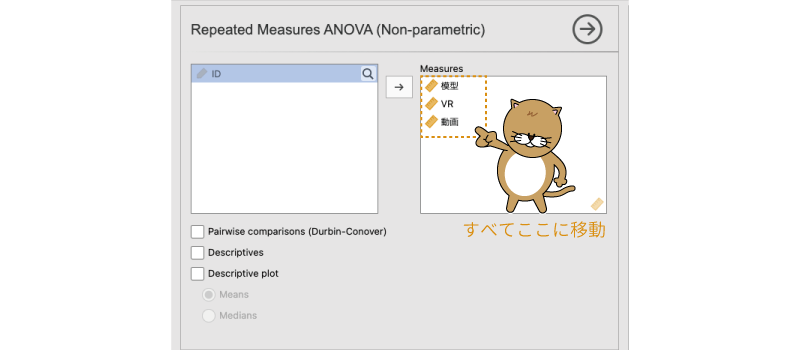 Repeated Measures ANOVA (Non-parametric)
ID
Measures
模型
VR
動画
すべてここに移動
Pairwise comparisons (Durbin-Conover)
Descriptives
Descriptive plot
Means
Medians